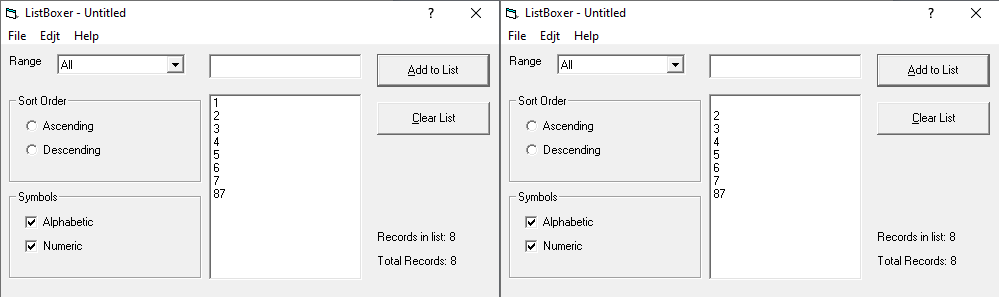 ListBoxer - Untitled
?
File Edjt Help
Range
All
Add to List
Sort Order
Ascending
Descending
Clear List
1
2
3
4
5
6
7
87
Symbols
Alphabetic
Numeric
Records in list: 8
Total Records: 8
ListBoxer - Untitled
?
File Edjt Help
Range
All
Add to List
Sort Order
Ascending
Descending
Clear List
2
3
4
5
6
7
87
Symbols
Alphabetic
Numeric
Records in list: 8
Total Records: 8